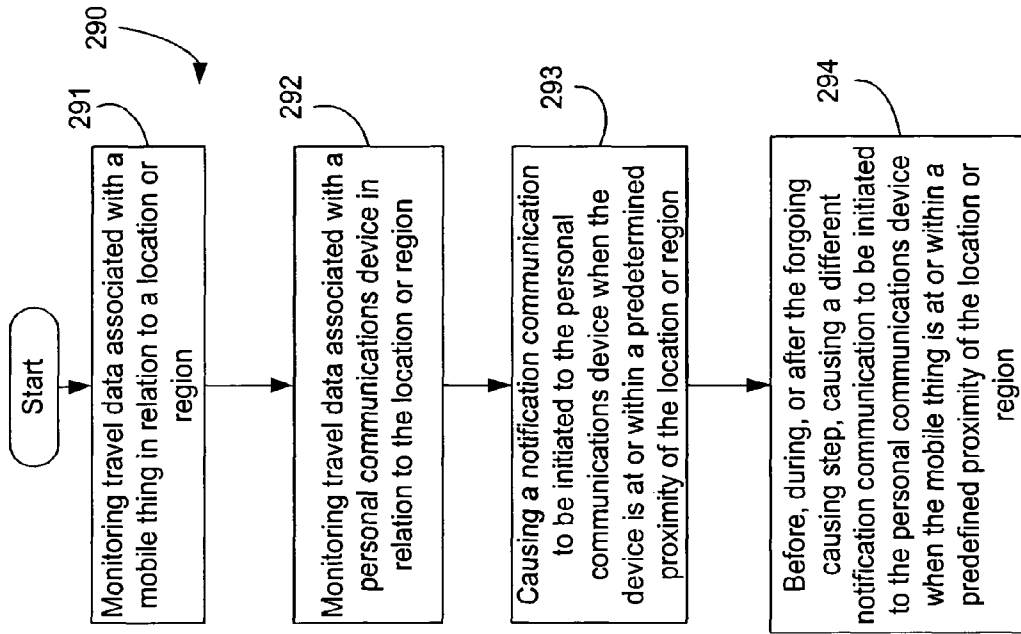 Start
290
291
Monitoring travel data associated with a
mobile thing in relation to a location or
region
292
Monitoring travel data associated with a
personal communications device in
relation to the location or region
293
Causing a notification communication
to be initiated to the personal
communications device when the
device is at or within a predetermined
proximity of the location or region
294
Before, during, or after the forgoing
causing step, causing a different
notification communication to be initiated
to the personal communications device
when the mobile thing is at or within a
predefined proximity of the location or
region